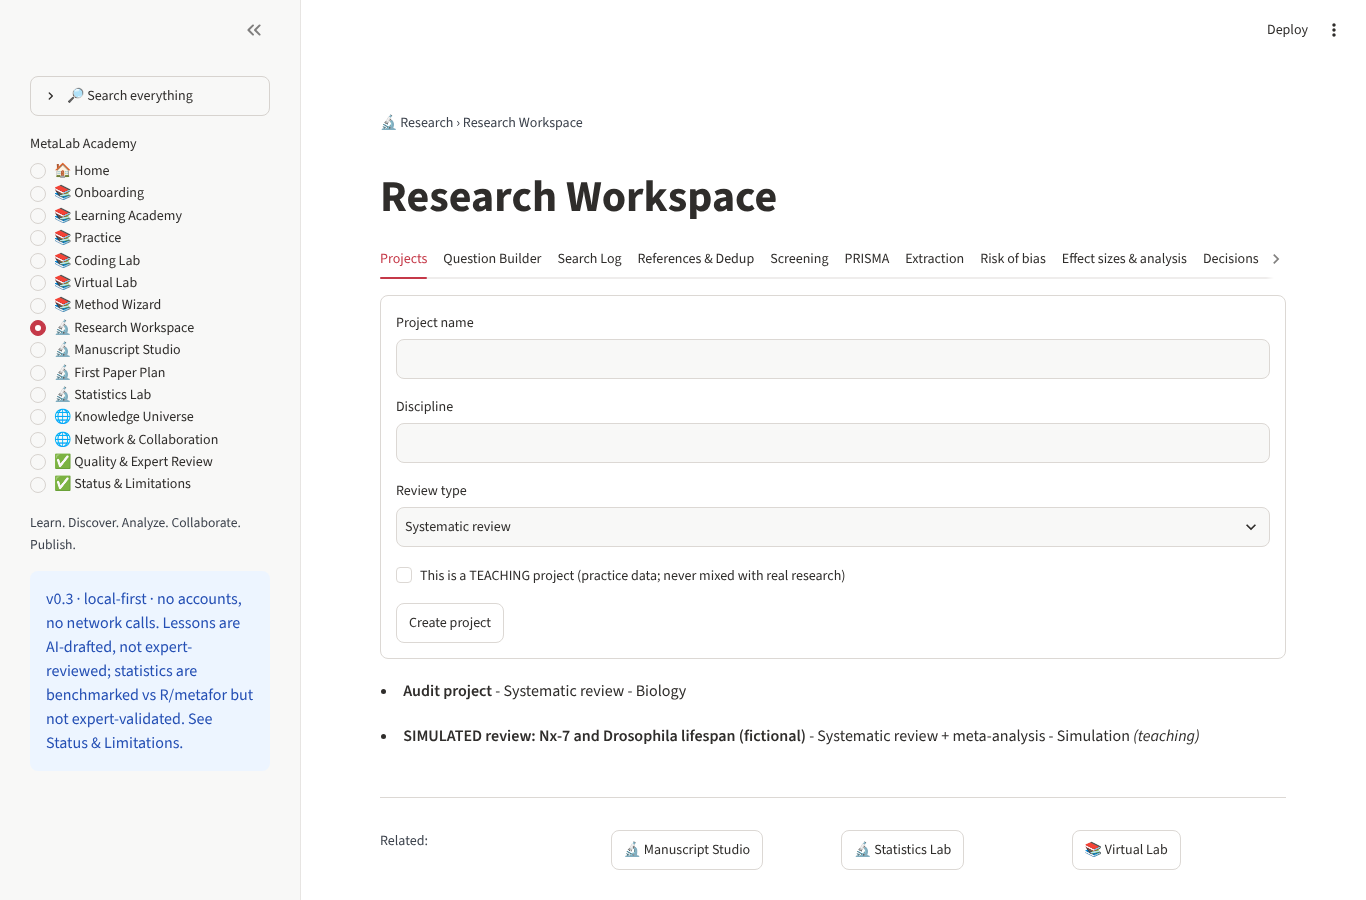 Deploy
🔎 Search everything
MetaLab Academy
🏠 Home
📚 Onboarding
📚 Learning Academy
📚 Practice
📚 Coding Lab
📚 Virtual Lab
📚 Method Wizard
🔬 Research Workspace
🔬 Manuscript Studio
🔬 First Paper Plan
🔬 Statistics Lab
🌐 Knowledge Universe
🌐 Network & Collaboration
✅ Quality & Expert Review
✅ Status & Limitations
Learn. Discover. Analyze. Collaborate.
Publish.
v0.3 · local-first · no accounts,
no network calls. Lessons are
AI-drafted, not expert-
reviewed; statistics are
benchmarked vs R/metafor but
not expert-validated. See
Status & Limitations.
🔬 Research › Research Workspace
Research Workspace
Projects Question Builder Search Log References & Dedup Screening PRISMA Extraction Risk of bias Effect sizes & analysis Decisions
Project name
Discipline
Review type
Systematic review
This is a TEACHING project (practice data; never mixed with real research)
Create project
• Audit project - Systematic review - Biology
• SIMULATED review: Nx-7 and Drosophila lifespan (fictional) - Systematic review + meta-analysis - Simulation (teaching)
Related:
🔬 Manuscript Studio
🔬 Statistics Lab
📚 Virtual Lab